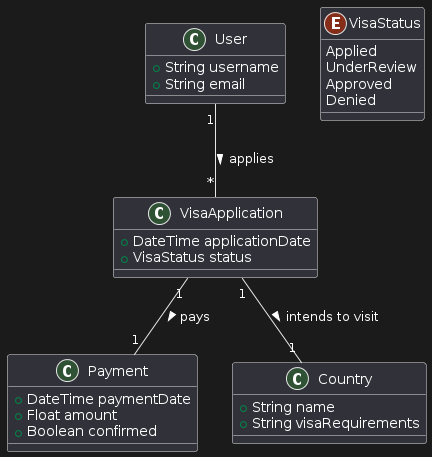 C User
String username
String email
E VisaStatus
Applied
UnderReview
Approved
Denied
1
applies
*
C VisaApplication
DateTime applicationDate
VisaStatus status
1
pays
1
1
intends to visit
1
C Payment
DateTime paymentDate
Float amount
Boolean confirmed
C Country
String name
String visaRequirements